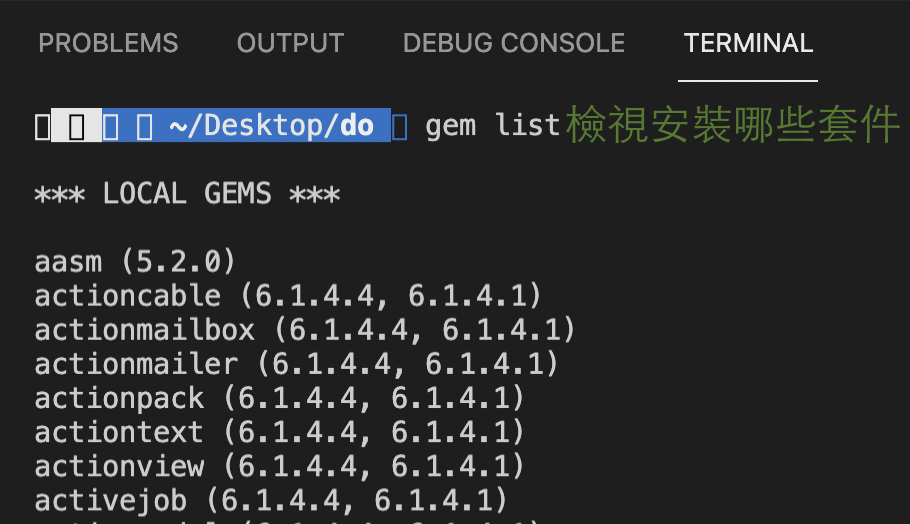 PROBLEMS OUTPUT DEBUG CONSOLE TERMINAL
~/Desktop/do gem list檢視安裝哪些套件
*** LOCAL GEMS ***
aasm (5.2.0)
actioncable (6.1.4.4, 6.1.4.1)
actionmailbox (6.1.4.4, 6.1.4.1)
actionmailer (6.1.4.4, 6.1.4.1)
actionpack (6.1.4.4, 6.1.4.1)
actiontext (6.1.4.4, 6.1.4.1)
actionview (6.1.4.4, 6.1.4.1)
activejob (6.1.4.4, 6.1.4.1)